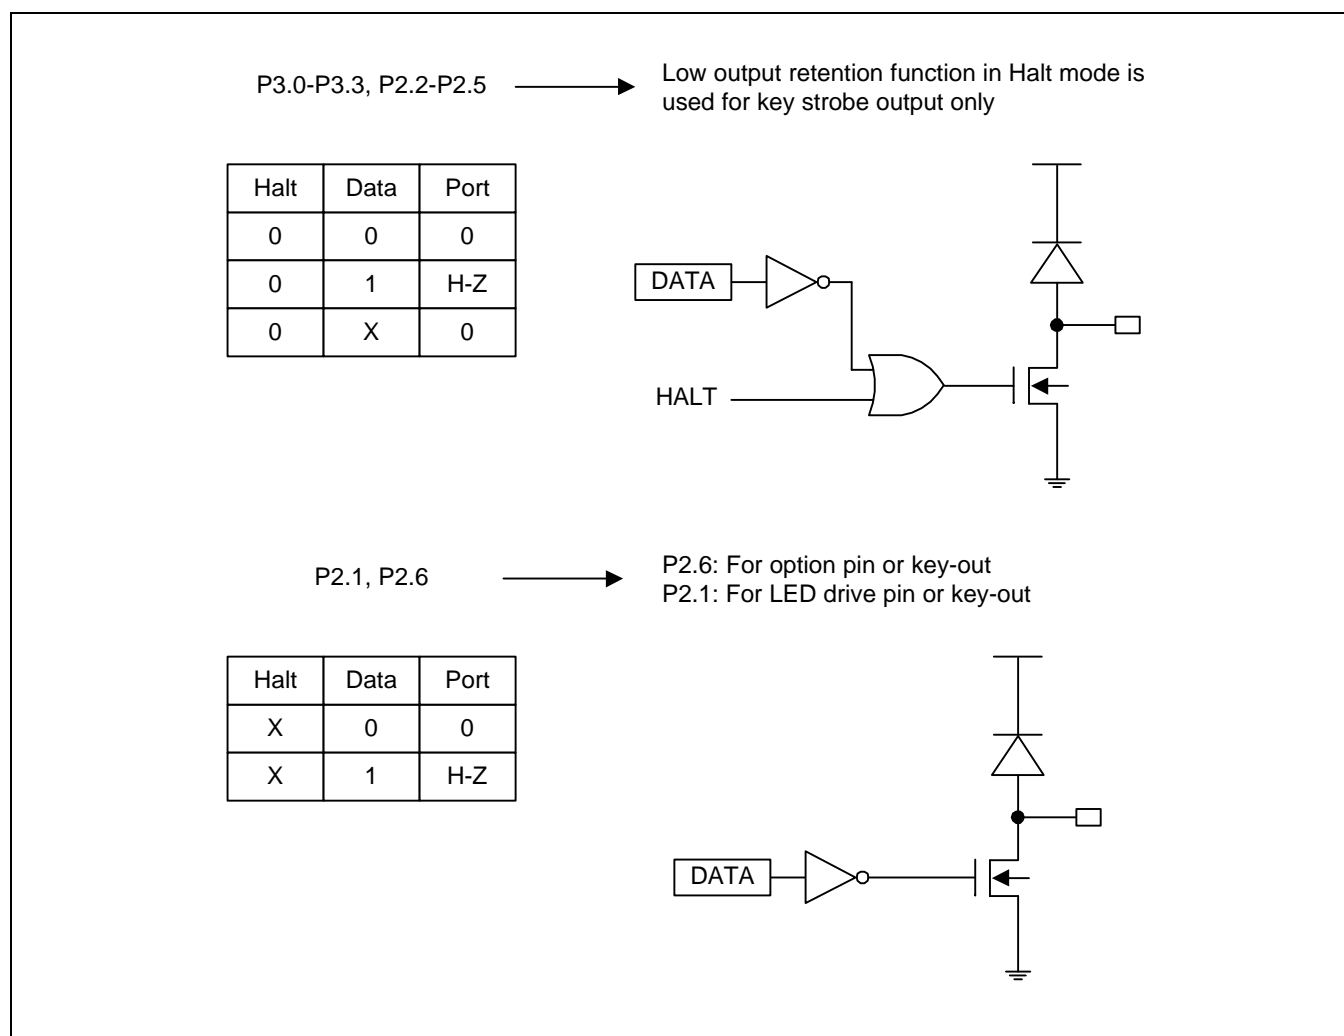 P3.0-P3.3, P2.2-P2.5
Low output retention function in Halt mode is
used for key strobe output only
Halt Data Port
0 0 0
0 1 H-Z
0 X 0
DATA
HALT
P2.1, P2.6
P2.6: For option pin or key-out
P2.1: For LED drive pin or key-out
Halt Data Port
X 0 0
X 1 H-Z
DATA